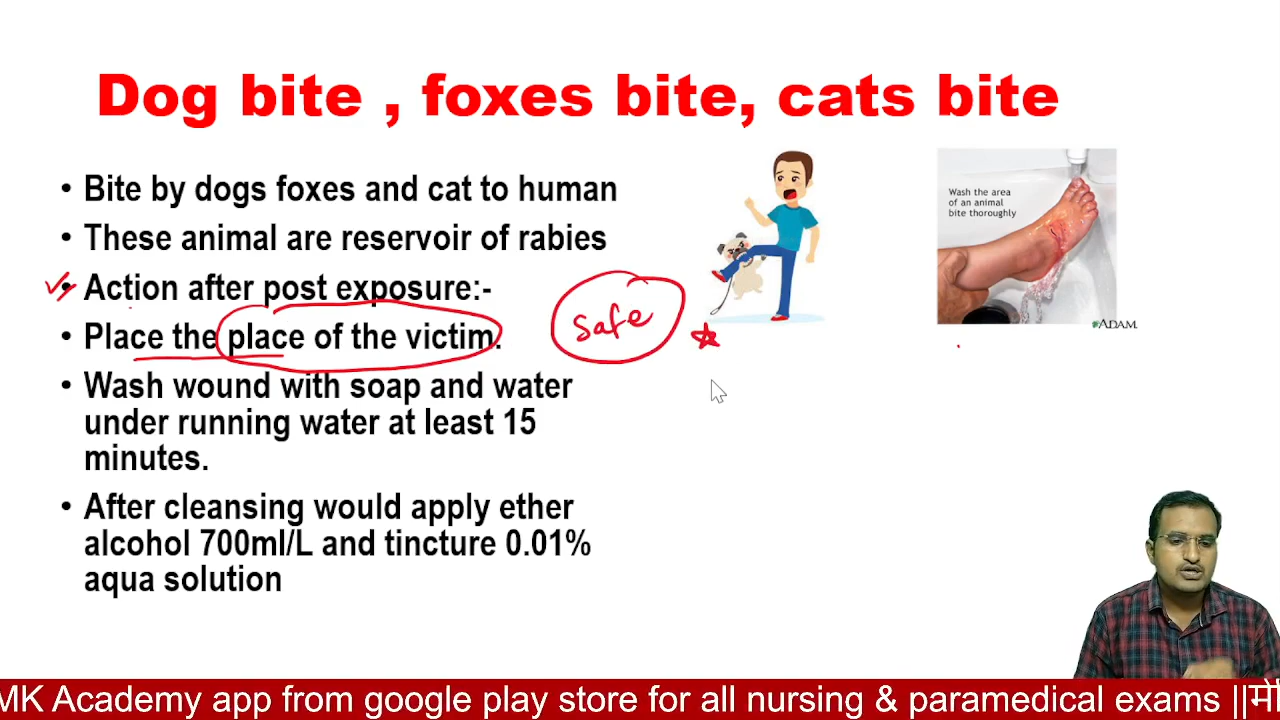 Dog bite , foxes bite, cats bite
• Bite by dogs foxes and cat to human
• These animal are reservoir of rabies
• Action after post exposure:-
• Place the place of the victim.
safe
• Wash wound with soap and water
under running water at least 15
minutes.
• After cleansing would apply ether
alcohol 700ml/L and tincture 0.01%
aqua solution
Wash the area
of an animal
bite thoroughly
ADAM.
MK Academy app from google play store for all nursing & paramedical exams ||